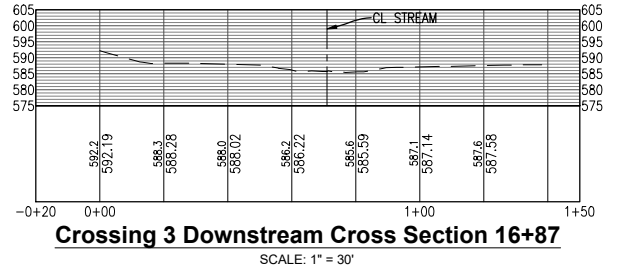 605 605
600 CL STREAM 600
595 595
590 590
585 585
580 580
575 575
592.2 592.19 588.3 588.28 588.0 588.02 586.2 586.22 585.6 585.59 587.1 587.14 587.6 587.58
-0+20 0+00 1+00 1+50
Crossing 3 Downstream Cross Section 16+87
SCALE: 1" = 30'